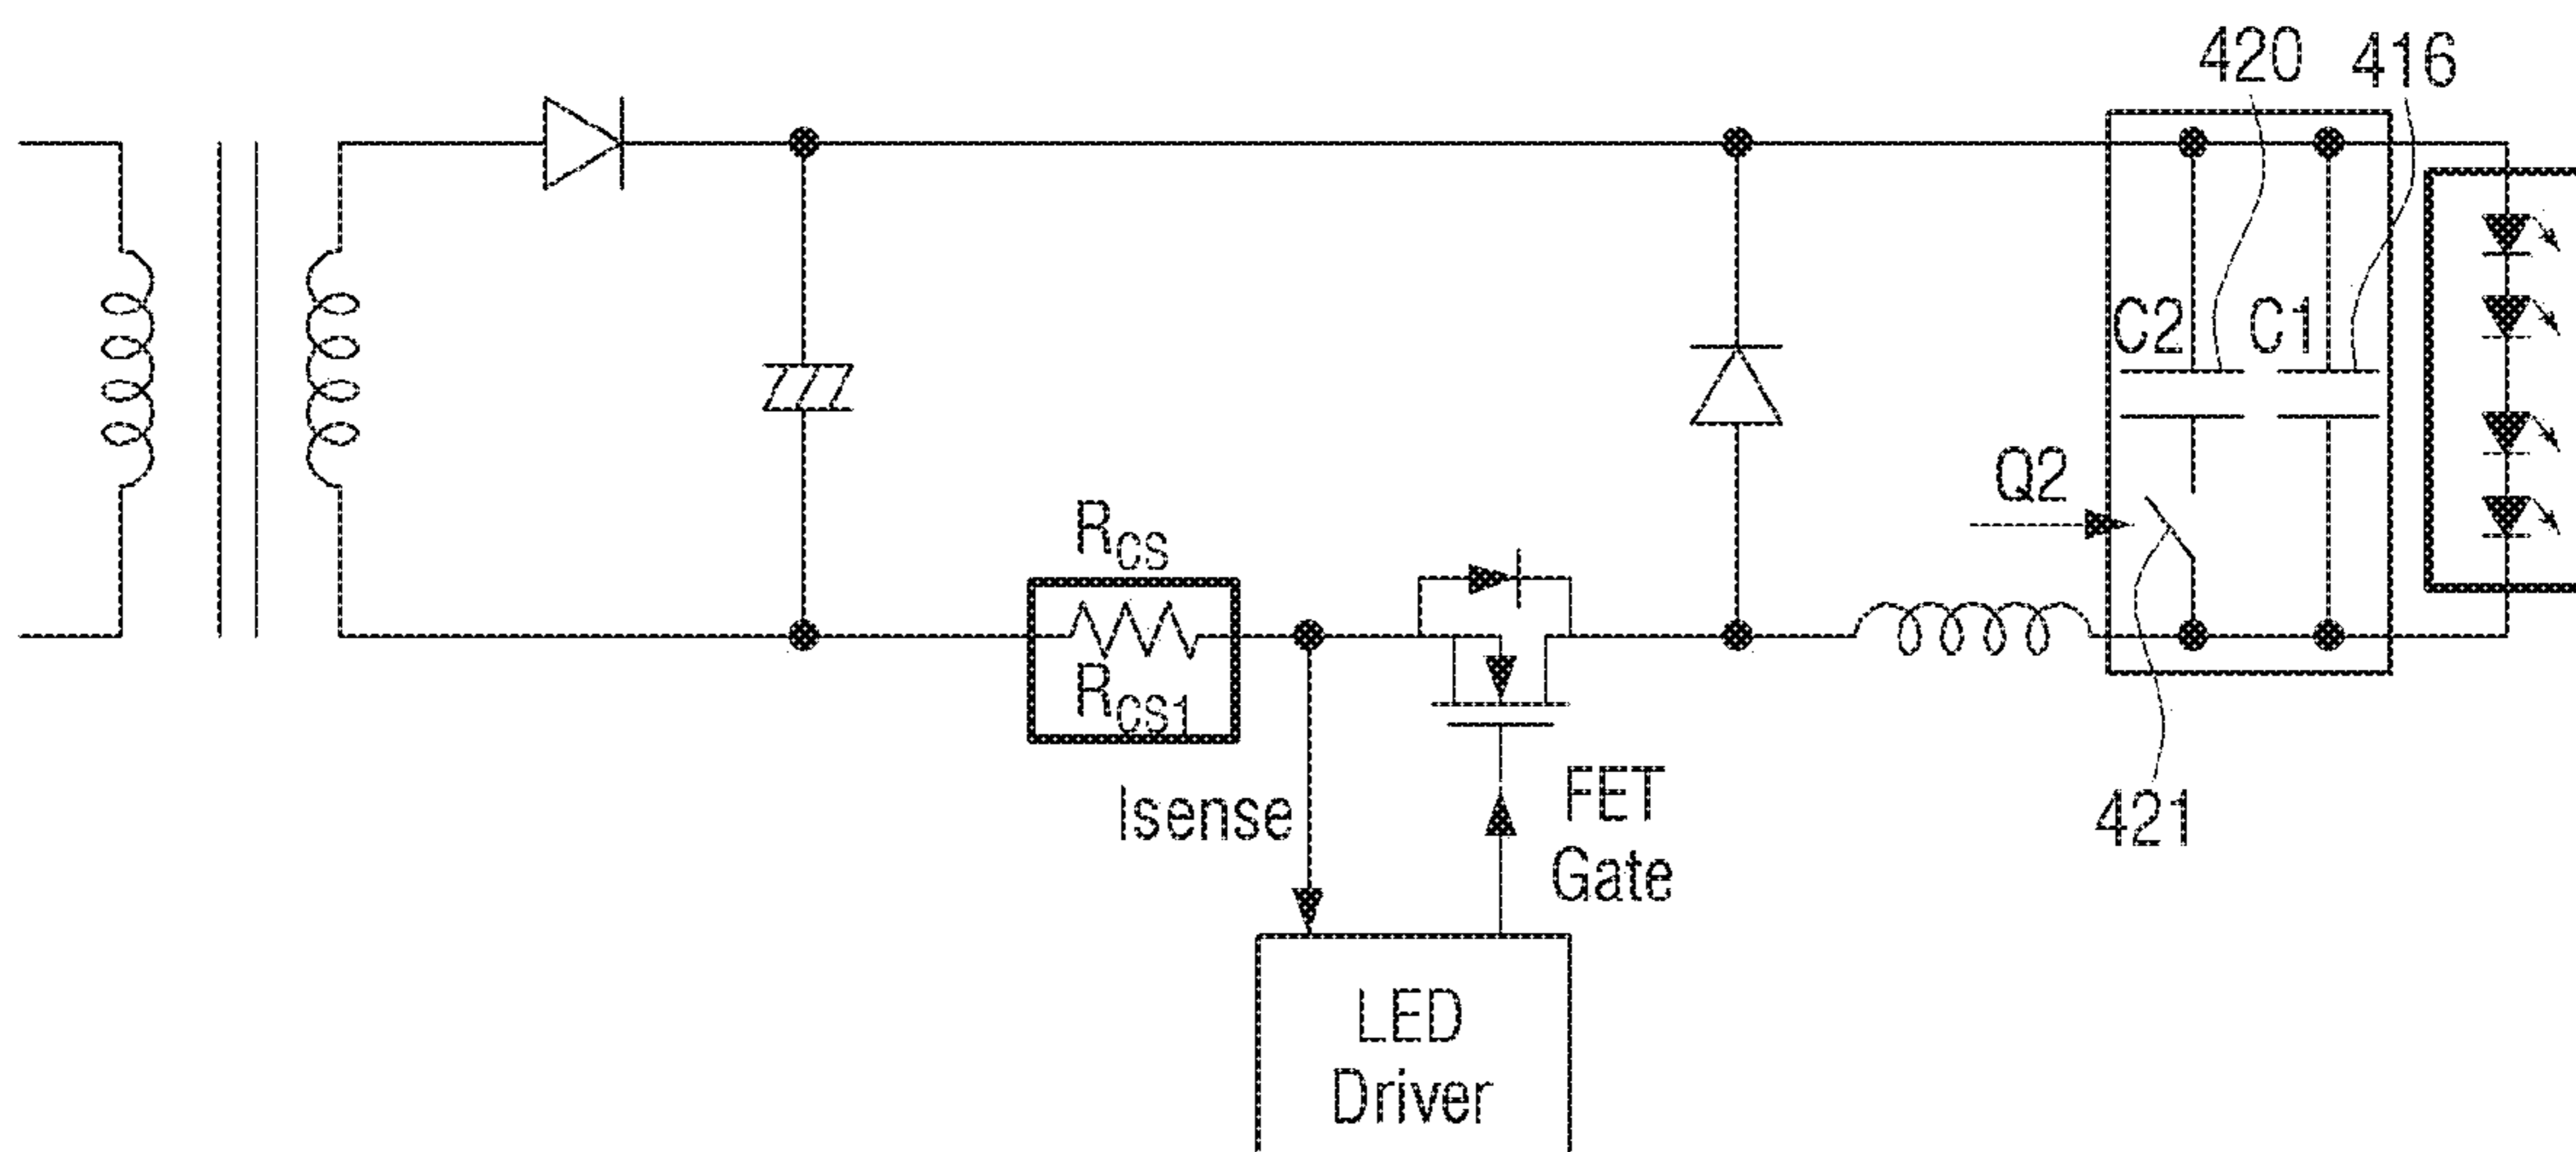 420 416
C2 C1
Q2
RCS
RCS1
Isense
FET
Gate
421
LED
Driver